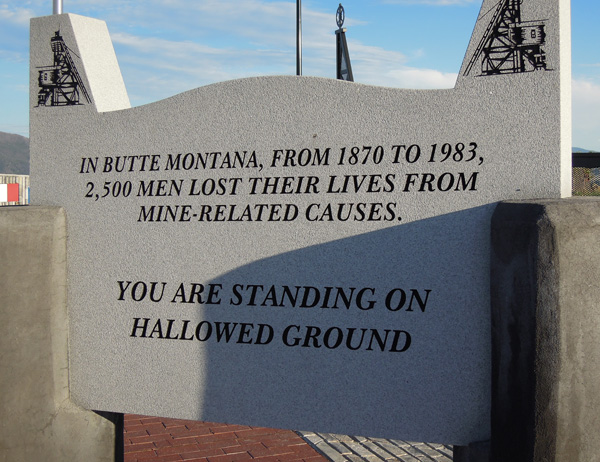 IN BUTTE MONTANA, FROM 1870 TO 1983,
2,500 MEN LOST THEIR LIVES FROM
MINE-RELATED CAUSES.
YOU ARE STANDING ON
HALLOWED GROUND